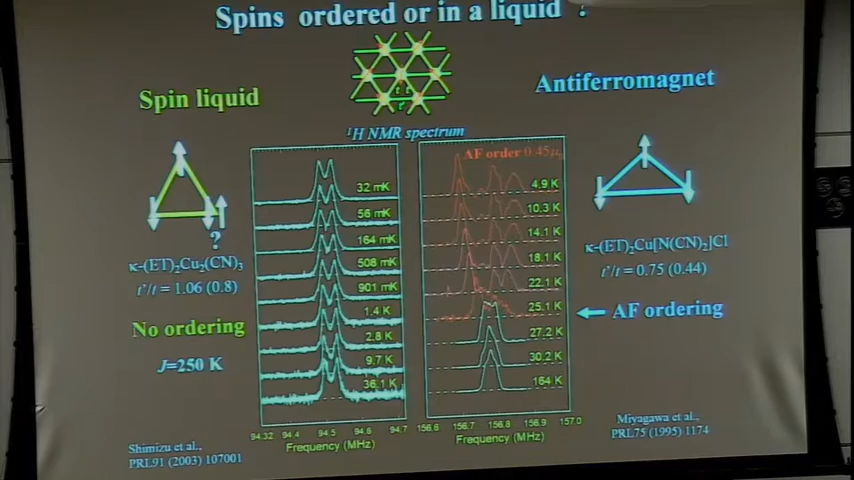 Spins ordered or in a liquid ?
Spin liquid
Antiferromagnet
t t
t'
¹H NMR spectrum
?
κ-(ET)₂Cu₂(CN)₃
t'/t = 1.06 (0.8)
No ordering
J=250 K
Shimizu et al.,
PRL91 (2003) 107001
32 mK
56 mK
164 mK
508 mK
901 mK
1.4 K
2.8 K
9.7 K
36.1 K
94.32 94.4 94.5 94.6 94.7
Frequency (MHz)
AF order 0.45μ
4.9 K
10.3 K
14.1 K
18.1 K
22.1 K
25.1 K
27.2 K
30.2 K
164 K
156.6 156.7 156.8 156.9 157.0
Frequency (MHz)
κ-(ET)₂Cu[N(CN)₂]Cl
t'/t = 0.75 (0.44)
AF ordering
Miyagawa et al.,
PRL75 (1995) 1174